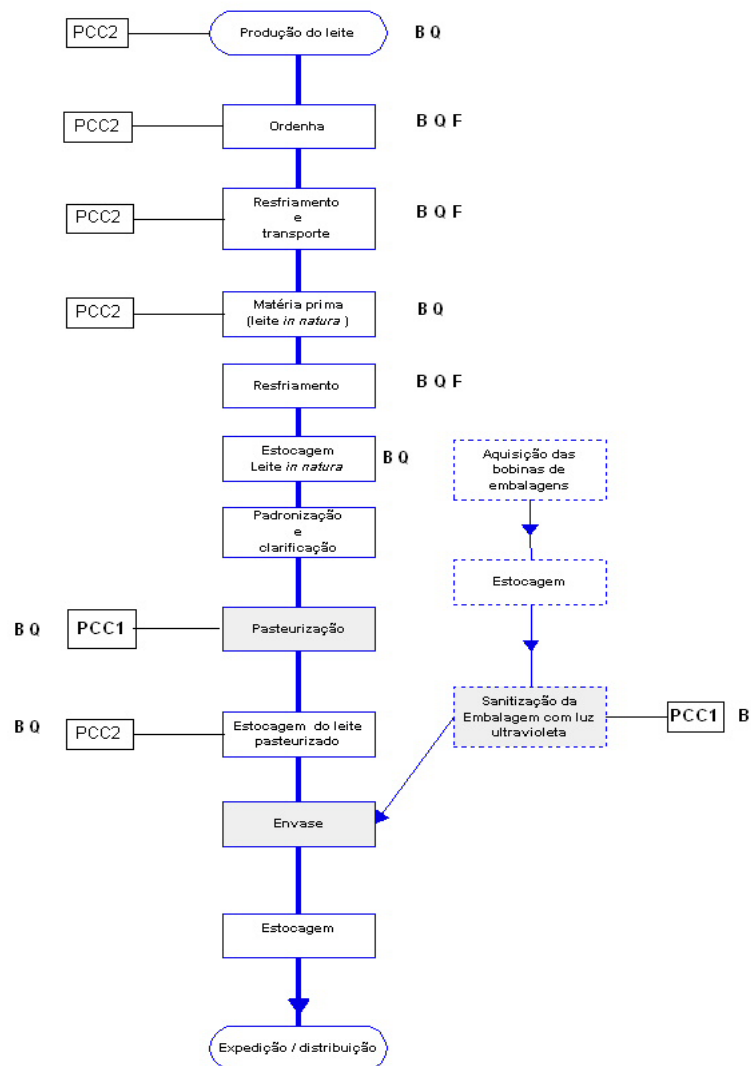 PCC2
Produção do leite
B Q
PCC2
Ordenha
B Q F
PCC2
Resfriamento
e
transporte
B Q F
PCC2
Matéria prima
(leite in natura )
B Q
Resfriamento
B Q F
Estocagem
Leite in natura
B Q
Aquisição das
bobinas de
embalagens
Padronização
e
clarificação
Estocagem
B Q
PCC1
Pasteurização
Sanitização da
Embalagem com luz
ultravioleta
PCC1
B
B Q
PCC2
Estocagem do leite
pasteurizado
Envase
Estocagem
Expedição / distribuição